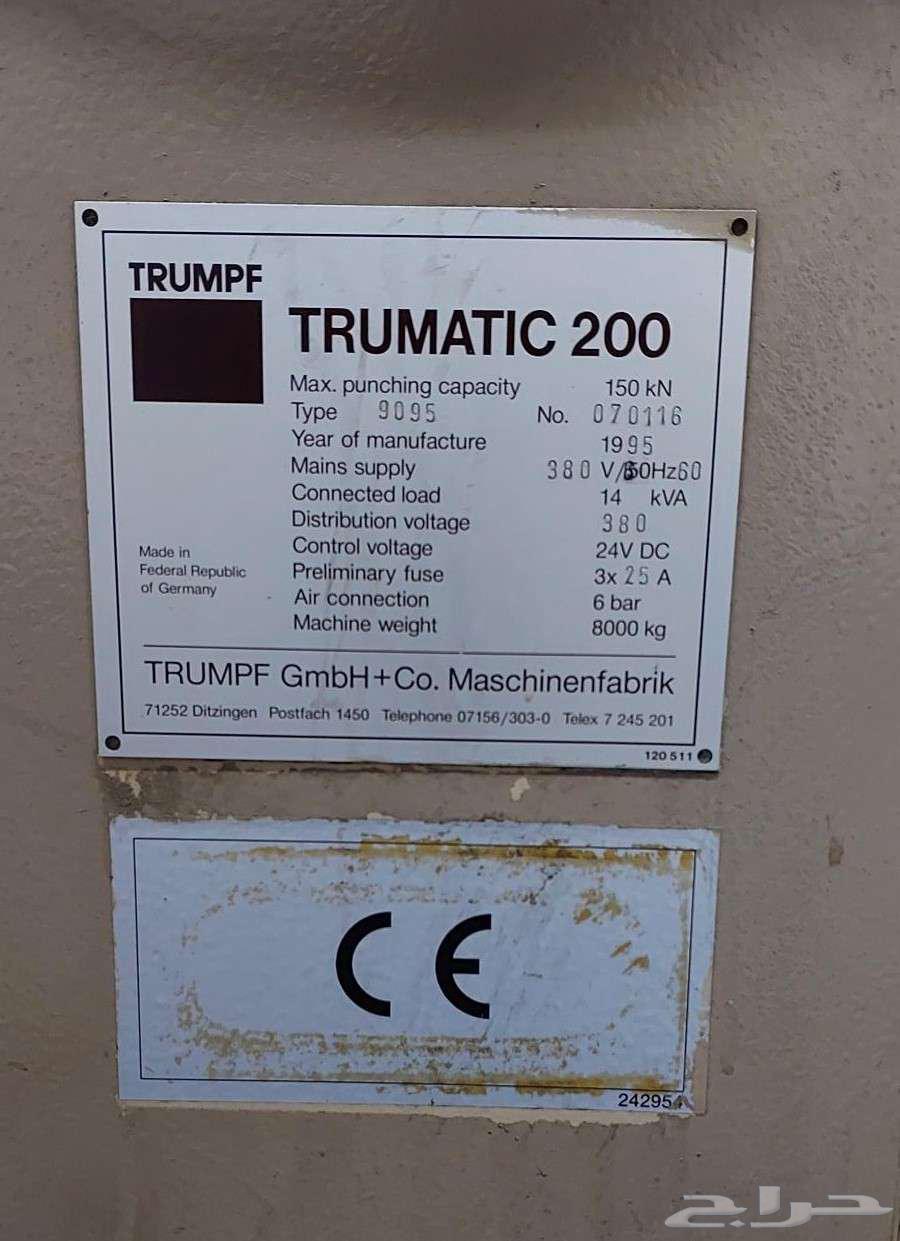 TRUMPF
TRUMATIC 200
Max. punching capacity 150 kN
Type 9095 No. 070116
Year of manufacture 1995
Mains supply 380 V/50Hz60
Connected load 14 kVA
Distribution voltage 380
Control voltage 24V DC
Preliminary fuse 3x 25 A
Air connection 6 bar
Machine weight 8000 kg
Made in
Federal Republic
of Germany
TRUMPF GmbH+Co. Maschinenfabrik
71252 Ditzingen Postfach 1450 Telephone 07156/303-0 Telex 7 245 201
120 511
CE
242954
حراج